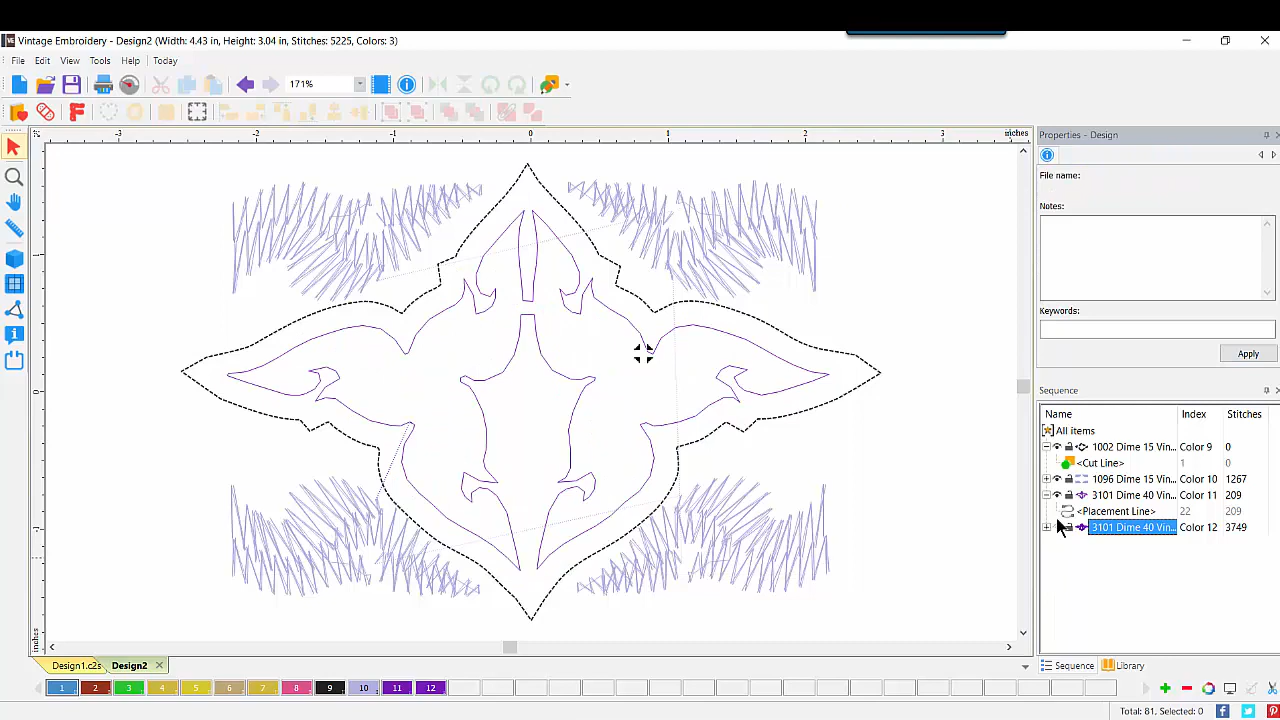 Vintage Embroidery - Design2 (Width: 4.43 in, Height: 3.04 in, Stitches: 5225, Colors: 3)
File Edit View Tools Help Today
171%
F
-3 -2 -1 0 1 2 3 inches
1
0
-1
inches
Properties - Design
File name:
Notes:
Keywords:
Apply
Sequence
Name Index Stitches
All items
1002 Dime 15 Vin... Color 9 0
<Cut Line> 1 0
1096 Dime 15 Vin... Color 10 1267
3101 Dime 40 Vin... Color 11 209
<Placement Line> 22 209
3101 Dime 40 Vin... Color 12 3749
Design1.c2s Design2
Sequence Library
1 2 3 4 5 6 7 8 9 10 11 12
Total: 81, Selected: 0